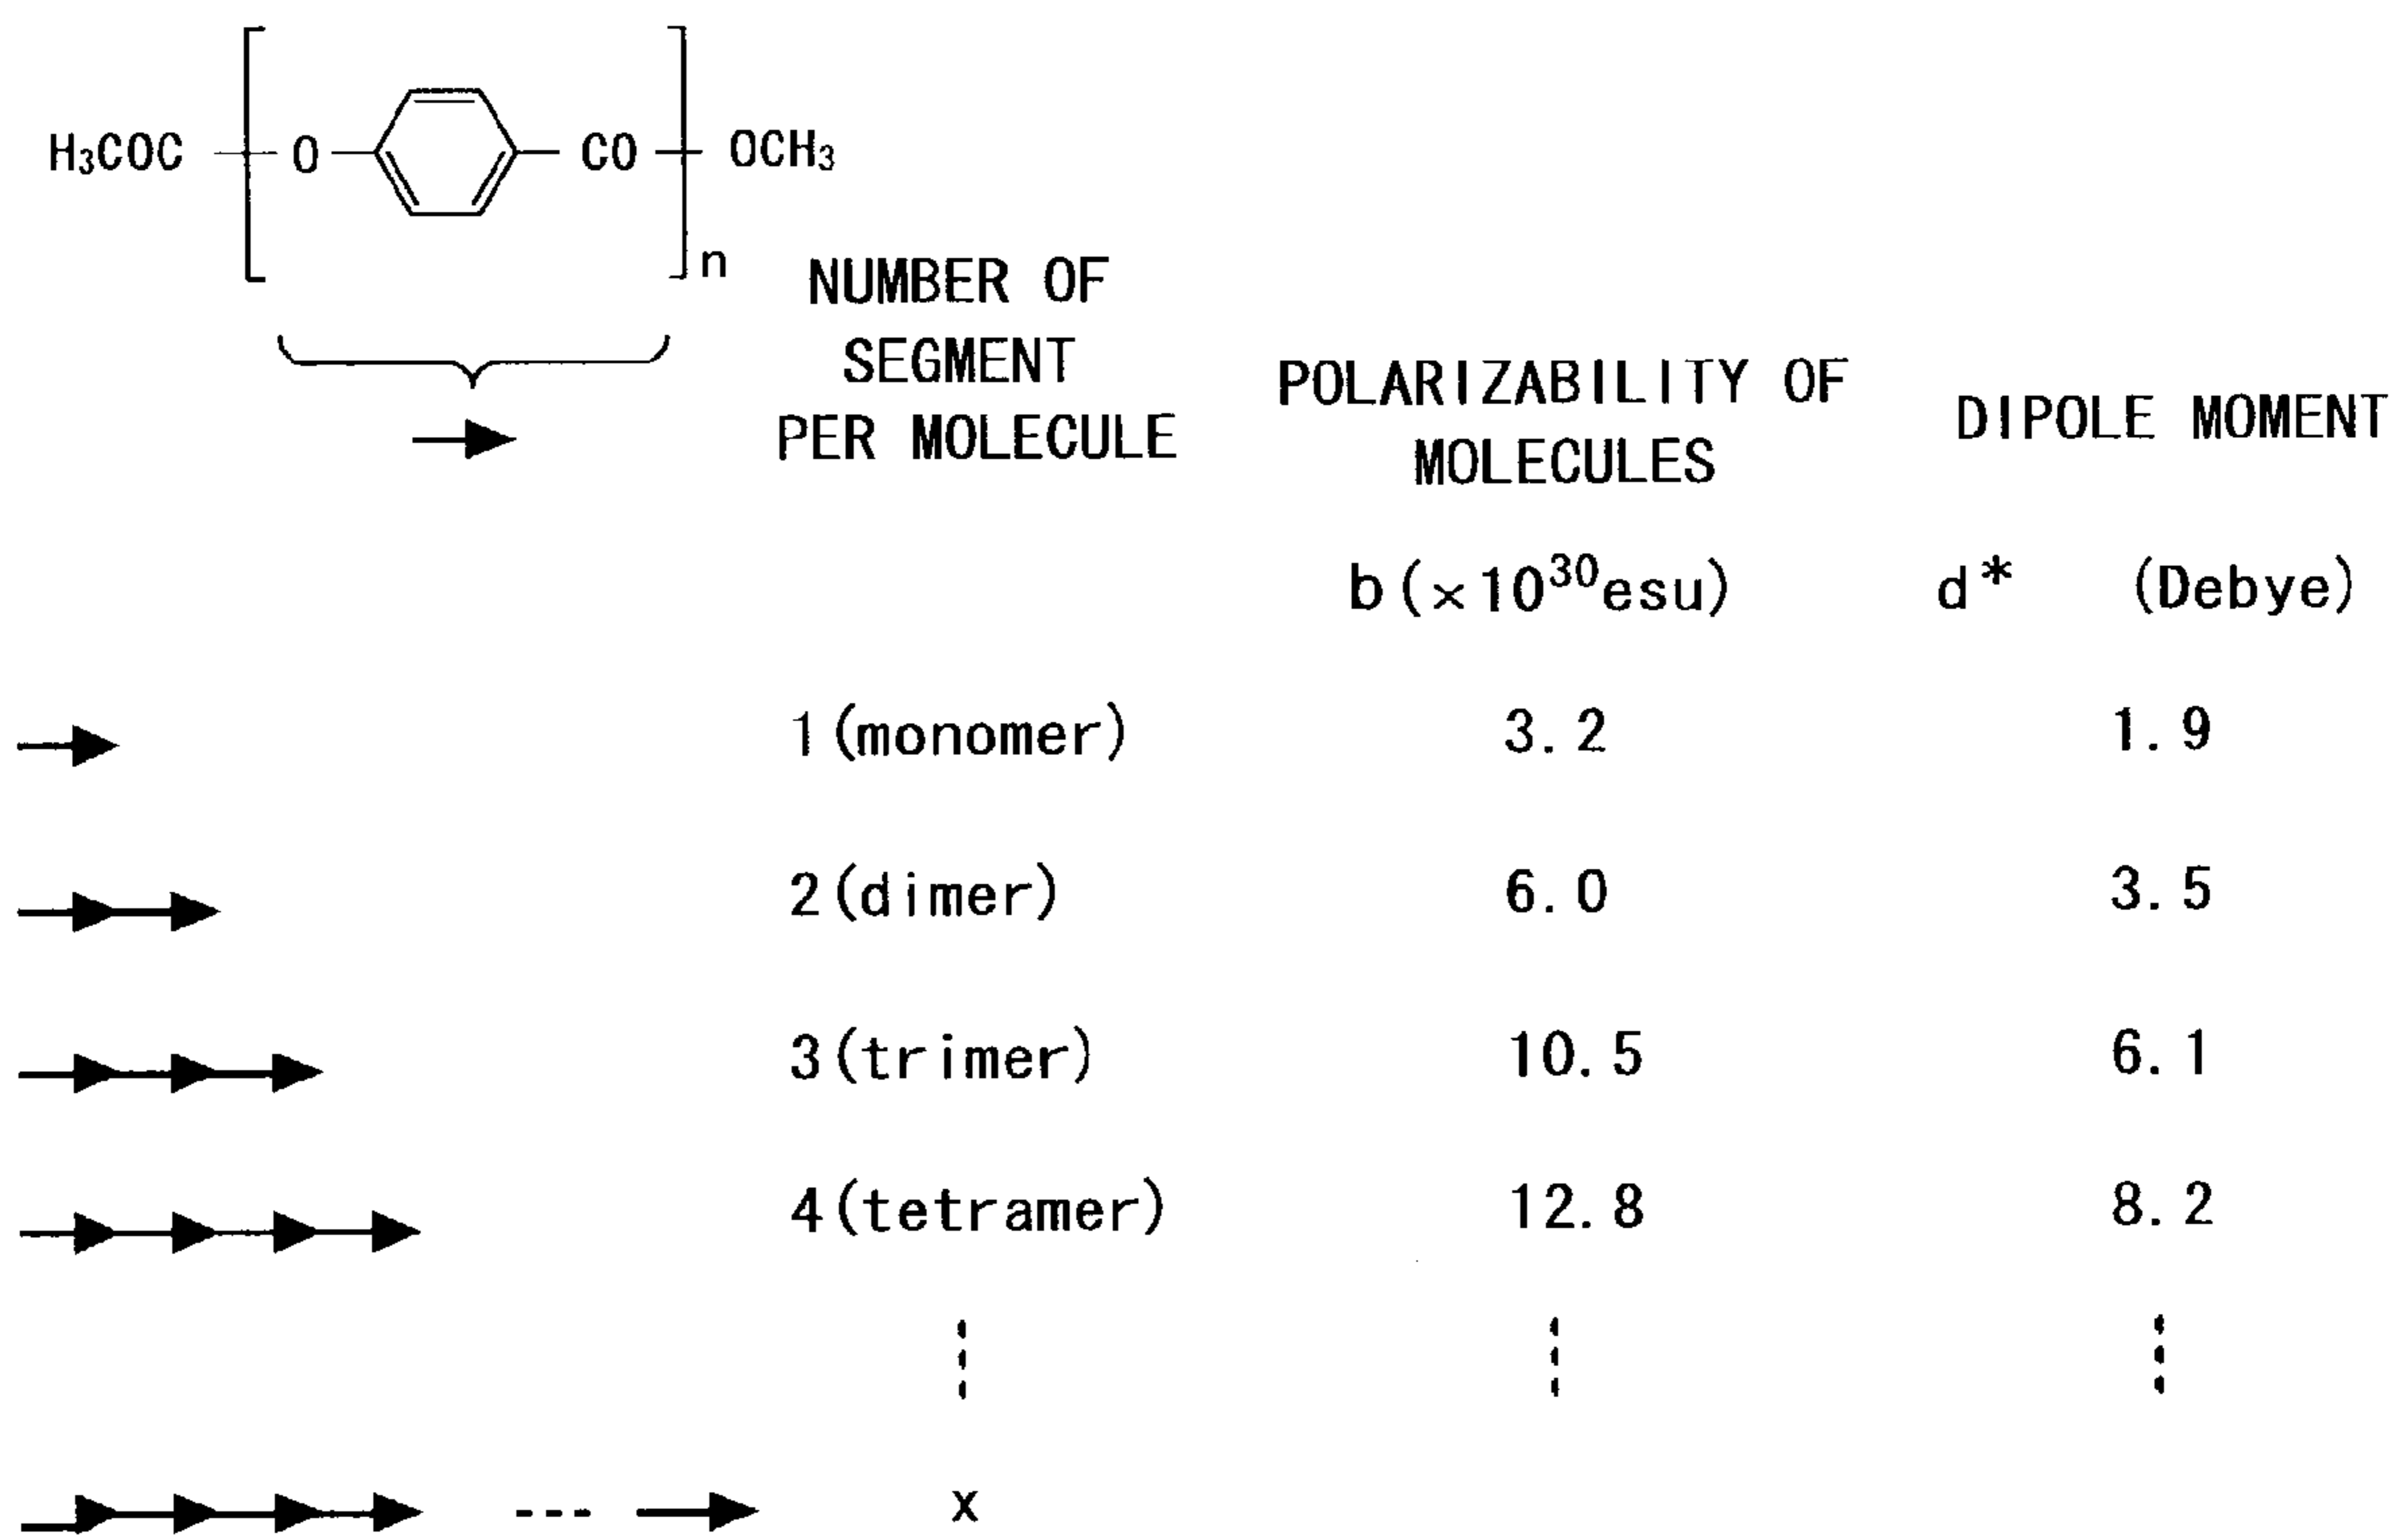 H₃COC O CO OCH₃
n
NUMBER OF
SEGMENT
PER MOLECULE
POLARIZABILITY OF
MOLECULES
DIPOLE MOMENT
b(×10³⁰esu) d* (Debye)
1(monomer) 3.2 1.9
2(dimer) 6.0 3.5
3(trimer) 10.5 6.1
4(tetramer) 12.8 8.2
x